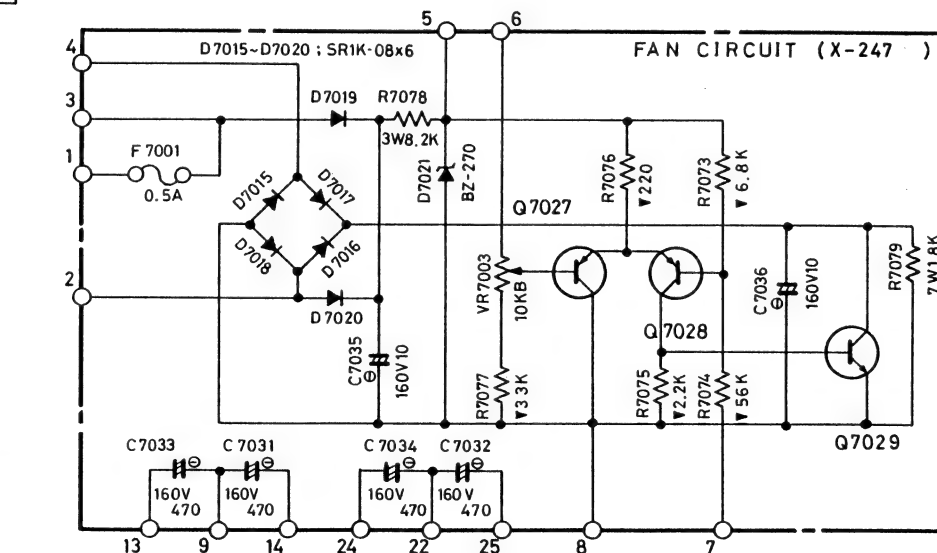 5 6
4 D7015~D7020 ; SR1K-08x6 FAN CIRCUIT (X-247 )
3 D7019 R7078
3W8.2K
1 F7001
0.5A
D7015 D7017
D7018 D7016
D7021 BZ-270
R7076 ▼220
R7073 ▼6.8K
Q7027
2
D7020
VR7003 10KB
C7036 160V10
⊖
R7079
Q7028
C7035 160V10
⊖
R7077 ▼3.3K
R7075 ▼2.2K
R7074 ▼56K
Q7029
C7033 C7031 C7034 C7032
⊖ ⊖ ⊖ ⊖
160V 160V 160V 160V
470 470 470 470
13 9 14 24 22 25 8 7